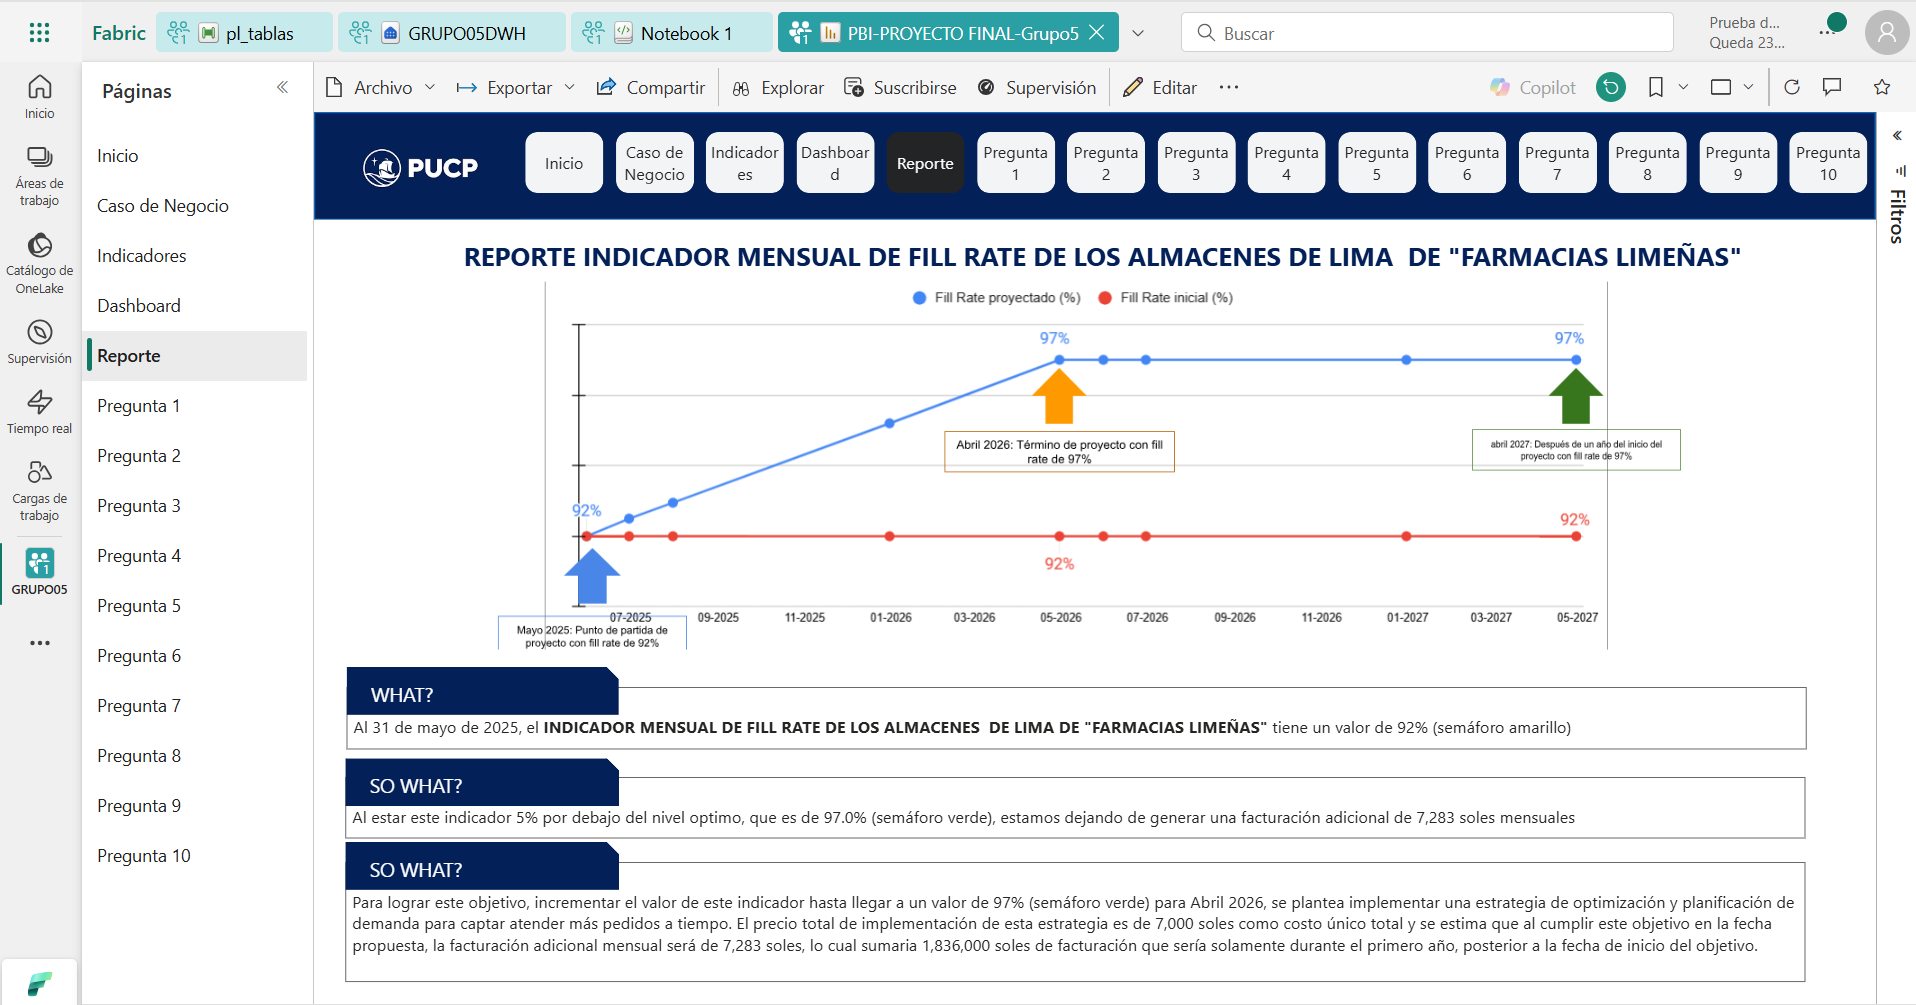 Fabric
pl_tablas
GRUPO05DWH
Notebook 1
PBI-PROYECTO FINAL-Grupo5
Buscar
Prueba d...
Queda 23...
Inicio
Áreas de
trabajo
Catálogo de
OneLake
Supervisión
Tiempo real
Cargas de
trabajo
GRUPO05
Páginas
Inicio
Caso de Negocio
Indicadores
Dashboard
Reporte
Pregunta 1
Pregunta 2
Pregunta 3
Pregunta 4
Pregunta 5
Pregunta 6
Pregunta 7
Pregunta 8
Pregunta 9
Pregunta 10
Archivo
Exportar
Compartir
Explorar
Suscribirse
Supervisión
Editar
Copilot
PUCP
Inicio
Caso de
Negocio
Indicador
es
Dashboar
d
Reporte
Pregunta
1
Pregunta
2
Pregunta
3
Pregunta
4
Pregunta
5
Pregunta
6
Pregunta
7
Pregunta
8
Pregunta
9
Pregunta
10
Filtros
REPORTE INDICADOR MENSUAL DE FILL RATE DE LOS ALMACENES DE LIMA  DE "FARMACIAS LIMEÑAS"
Fill Rate proyectado (%)
Fill Rate inicial (%)
97%
97%
Abril 2026: Término de proyecto con fill
rate de 97%
abril 2027: Después de un año del inicio del
proyecto con fill rate de 97%
92%
92%
92%
07-2025
09-2025
11-2025
01-2026
03-2026
05-2026
07-2026
09-2026
11-2026
01-2027
03-2027
05-2027
Mayo 2025: Punto de partida de
proyecto con fill rate de 92%
WHAT?
Al 31 de mayo de 2025, el INDICADOR MENSUAL DE FILL RATE DE LOS ALMACENES  DE LIMA DE "FARMACIAS LIMEÑAS" tiene un valor de 92% (semáforo amarillo)
SO WHAT?
Al estar este indicador 5% por debajo del nivel optimo, que es de 97.0% (semáforo verde), estamos dejando de generar una facturación adicional de 7,283 soles mensuales
SO WHAT?
Para lograr este objetivo, incrementar el valor de este indicador hasta llegar a un valor de 97% (semáforo verde) para Abril 2026, se plantea implementar una estrategia de optimización y planificación de
demanda para captar atender más pedidos a tiempo. El precio total de implementación de esta estrategia es de 7,000 soles como costo único total y se estima que al cumplir este objetivo en la fecha
propuesta, la facturación adicional mensual será de 7,283 soles, lo cual sumaria 1,836,000 soles de facturación que sería solamente durante el primer año, posterior a la fecha de inicio del objetivo.